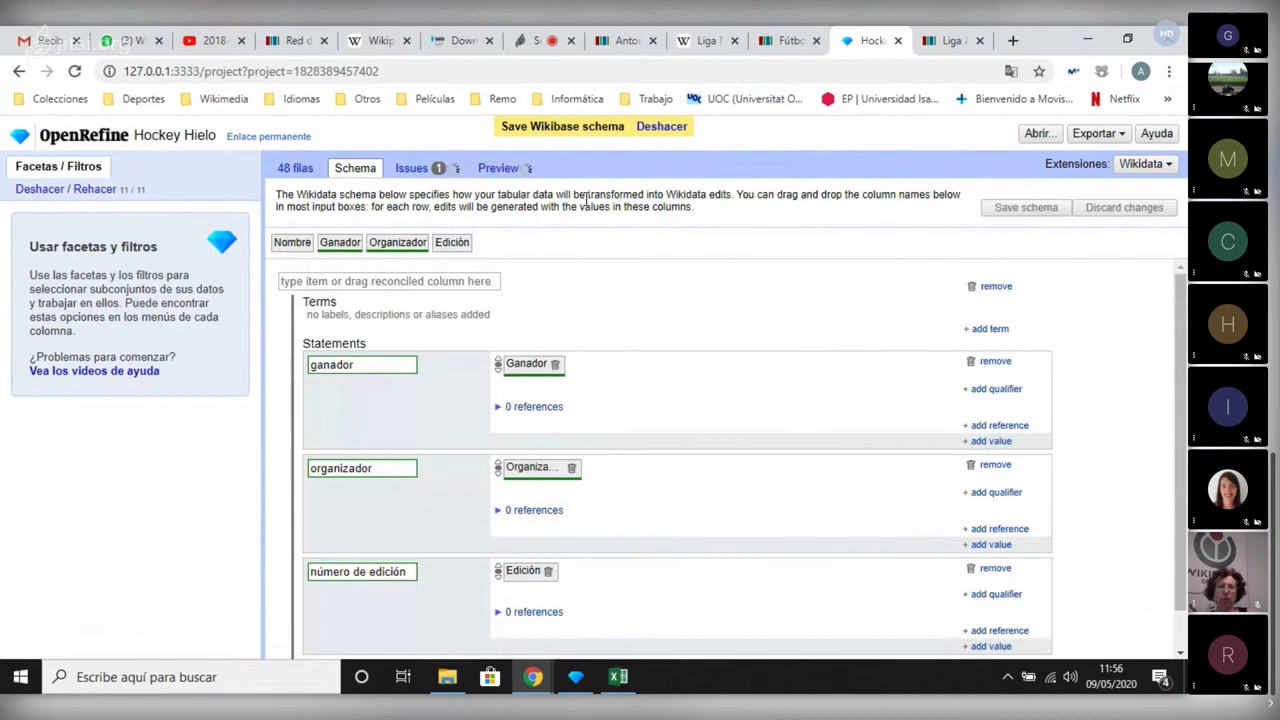 jitsi.org
Recib
(3) W
2018-
Red d
Wikip
Down
Anto
Liga N
Fútbo
Hock
Liga A
HD
127.0.0.1:3333/project?project=1828389457402
A
Colecciones
Deportes
Wikimedia
Idiomas
Otros
Películas
Remo
Informática
Trabajo
UOC (Universitat O...
EP | Universidad Isa...
Bienvenido a Movis...
Netflix
»
OPENRefine Hockey Hielo Enlace permanente
Save Wikibase schema Deshacer
Abrir...
Exportar
Ayuda
Facetas / Filtros
Deshacer / Rehacer 11 / 11
48 filas
Schema
Issues 1
Preview
Extensiones: Wikidata
The Wikidata schema below specifies how your tabular data will be transformed into Wikidata edits. You can drag and drop the column names below
in most input boxes: for each row, edits will be generated with the values in these columns.
Save schema
Discard changes
Usar facetas y filtros
Use las facetas y los filtros para
seleccionar subconjuntos de sus datos
y trabajar en ellos. Puede encontrar
estas opciones en los menús de cada
colomna.
¿Problemas para comenzar?
Vea los videos de ayuda
Nombre
Ganador
Organizador
Edición
type item or drag reconciled column here
remove
Terms
no labels, descriptions or aliases added
+ add term
Statements
ganador
Ganador
remove
+ add qualifier
0 references
+ add reference
+ add value
organizador
Organiza...
remove
+ add qualifier
0 references
+ add reference
+ add value
número de edición
Edición
remove
+ add qualifier
0 references
+ add reference
+ add value
Escribe aquí para buscar
11:56
09/05/2020
4
G
M
C
H
I
R